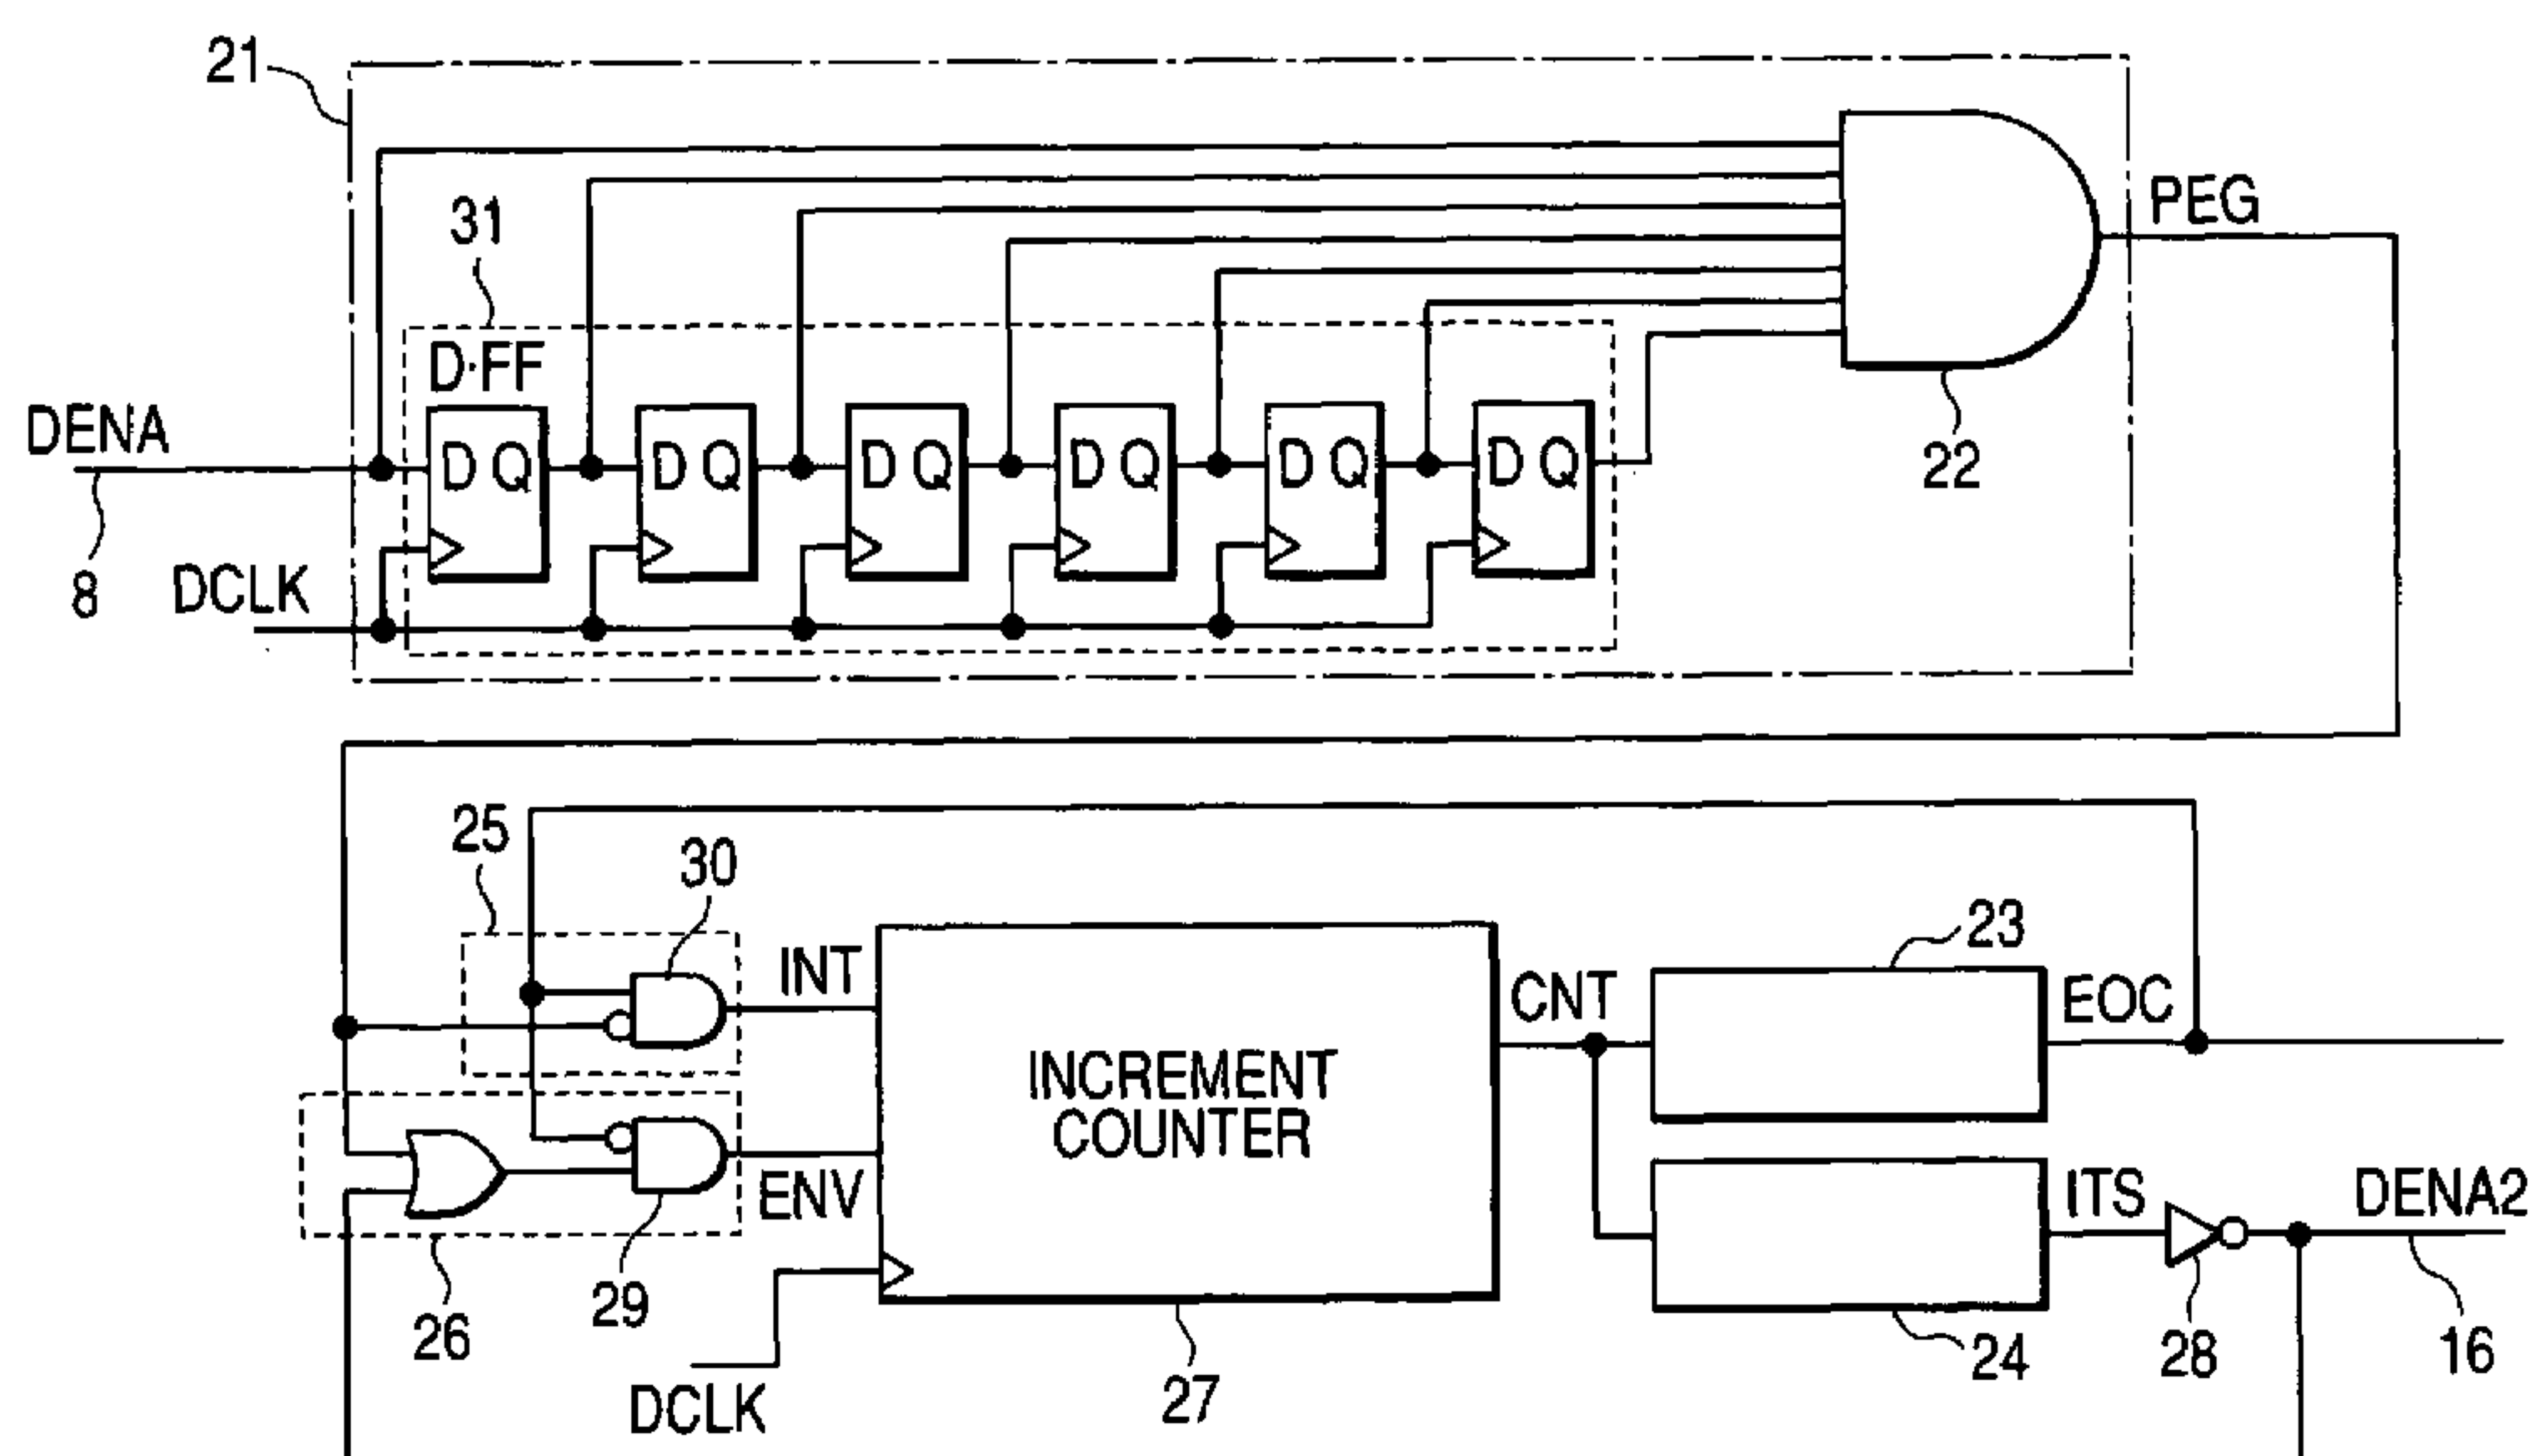 21
PEG
31
D·FF
DENA
D Q
D Q
D Q
D Q
D Q
D Q
22
8
DCLK
25
30
23
INT
CNT
EOC
INCREMENT
COUNTER
ENV
ITS
DENA2
26
29
DCLK
27
24
28
16